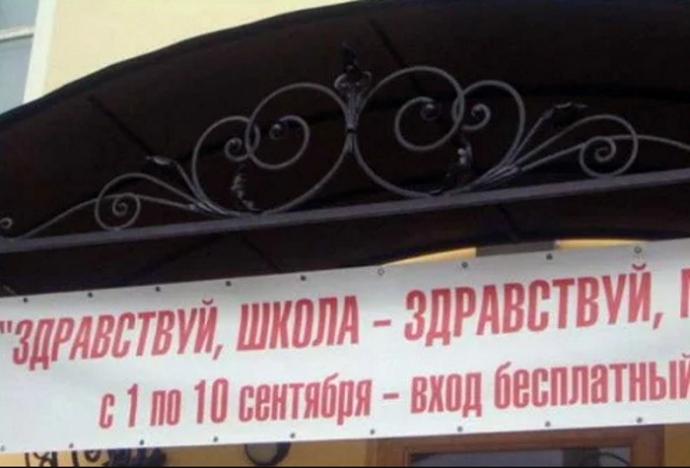 "ЗДРАВСТВУЙ, ШКОЛА – ЗДРАВСТВУЙ,
с 1 по 10 сентября – вход бесплатный